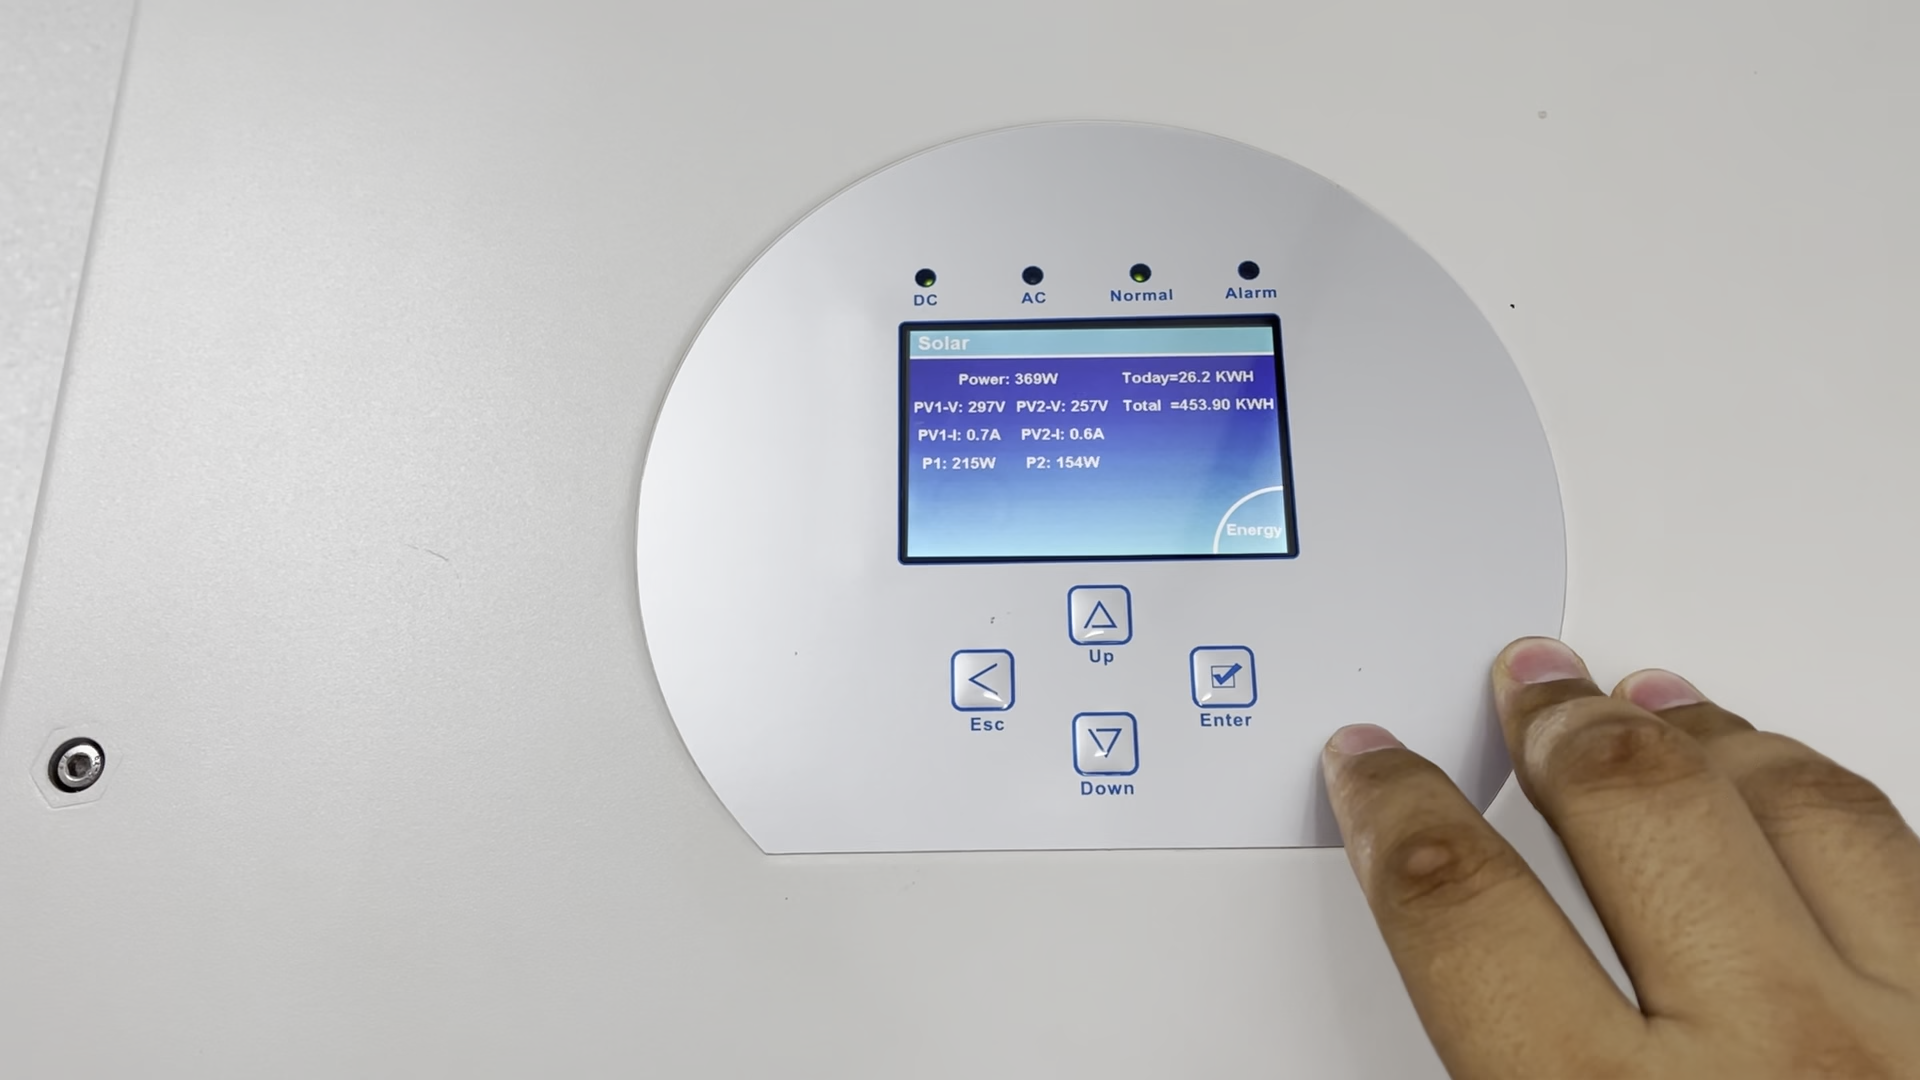 DC AC Normal Alarm
Solar
Power: 369W Today=26.2 KWH
PV1-V: 297V PV2-V: 257V Total =453.90 KWH
PV1-I: 0.7A PV2-I: 0.6A
P1: 215W P2: 154W
Energy
Up
Esc Enter
Down